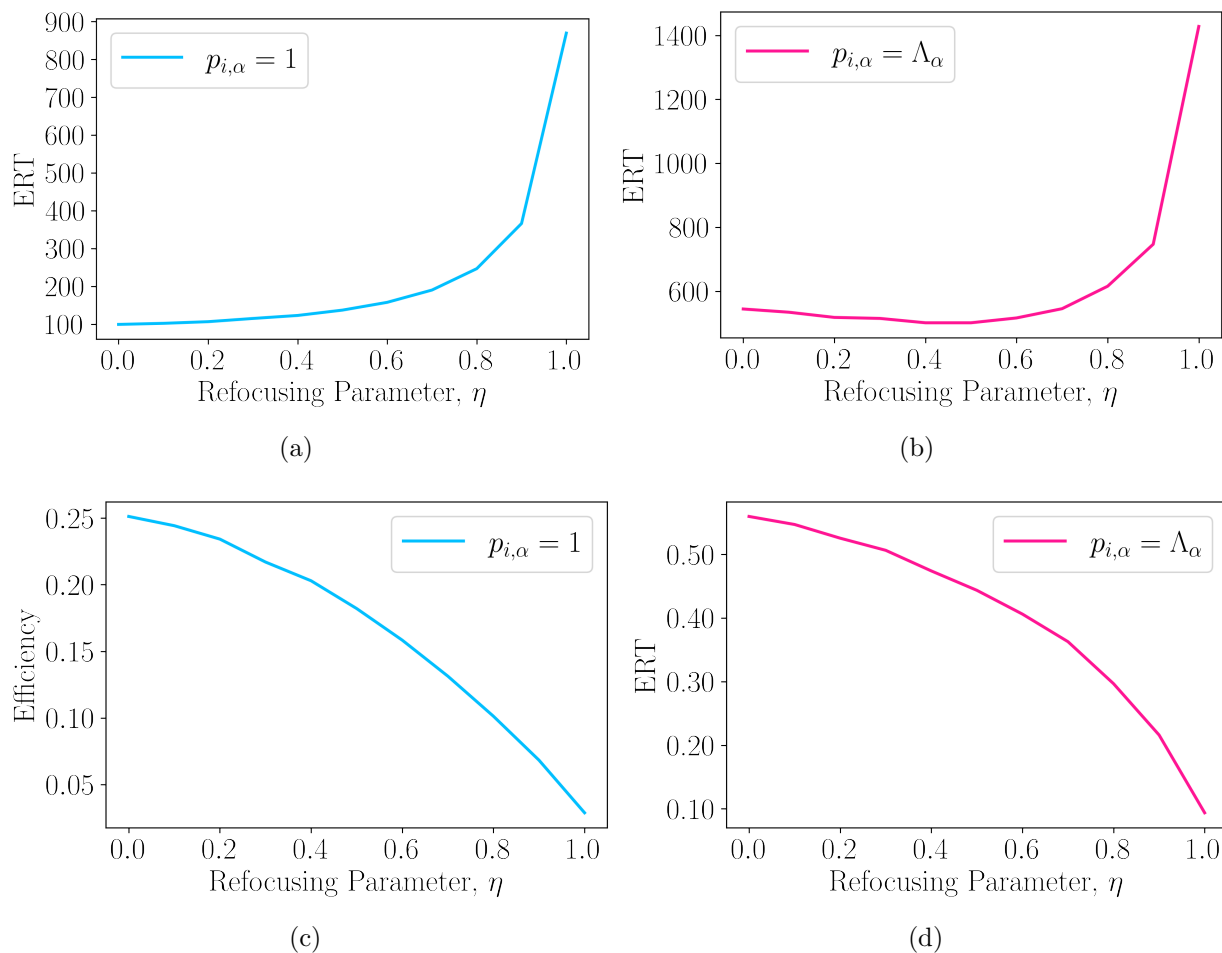 900
800
700
600
500
400
300
200
100
ERT
p_{i,α} = 1
0.0 0.2 0.4 0.6 0.8 1.0
Refocusing Parameter, η
(a)
1400
1200
1000
800
600
ERT
p_{i,α} = Λ_α
0.0 0.2 0.4 0.6 0.8 1.0
Refocusing Parameter, η
(b)
0.25
0.20
0.15
0.10
0.05
Efficiency
p_{i,α} = 1
0.0 0.2 0.4 0.6 0.8 1.0
Refocusing Parameter, η
(c)
0.50
0.40
0.30
0.20
0.10
ERT
p_{i,α} = Λ_α
0.0 0.2 0.4 0.6 0.8 1.0
Refocusing Parameter, η
(d)